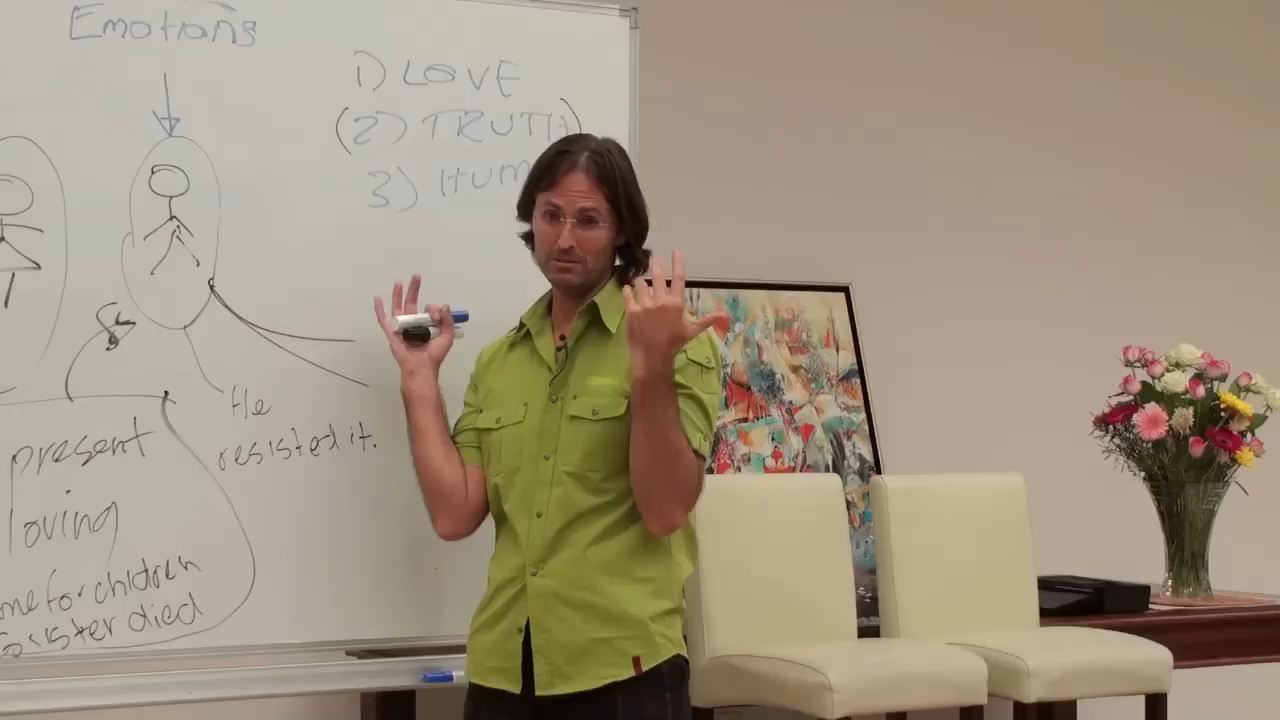 Emotions
1) LOVE
(2) TRUTH)
3) HUM
He
resisted it.
present
loving
me for children
sister died